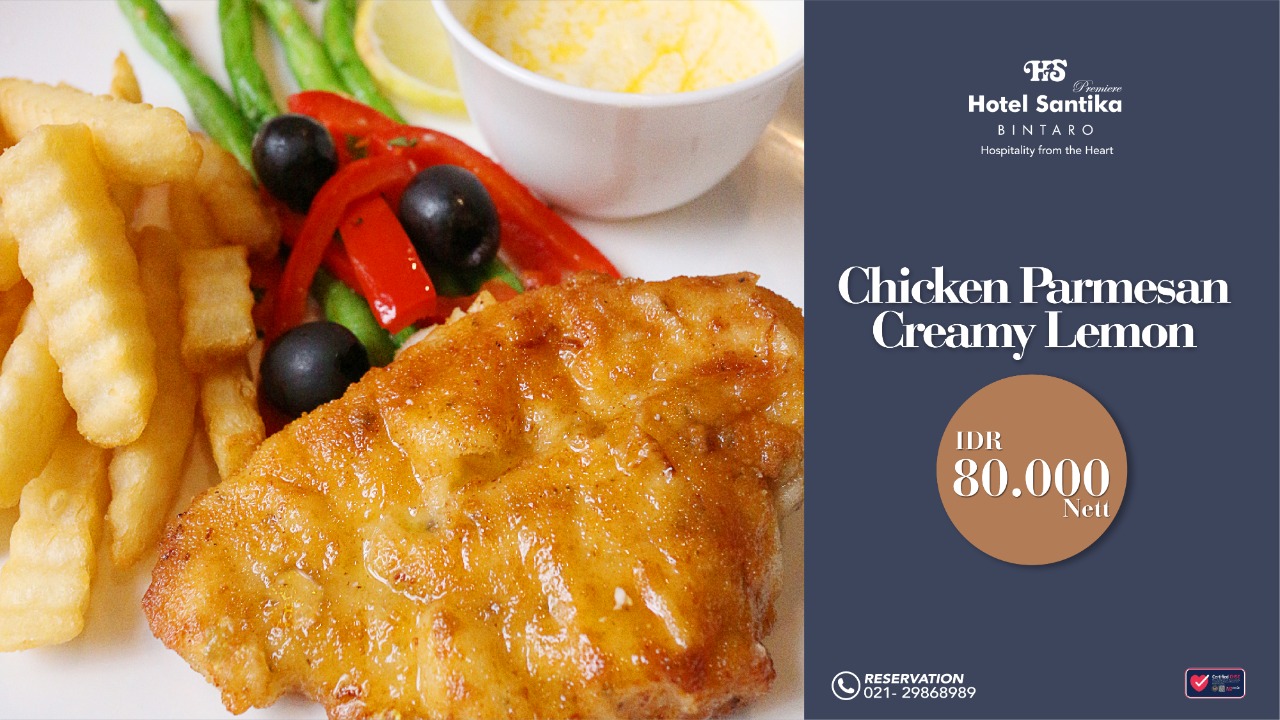 HS
Premiere
Hotel Santika
BINTARO
Hospitality from the Heart
Chicken Parmesan
Creamy Lemon
IDR
80.000
Nett
RESERVATION
021- 29868989
Certified